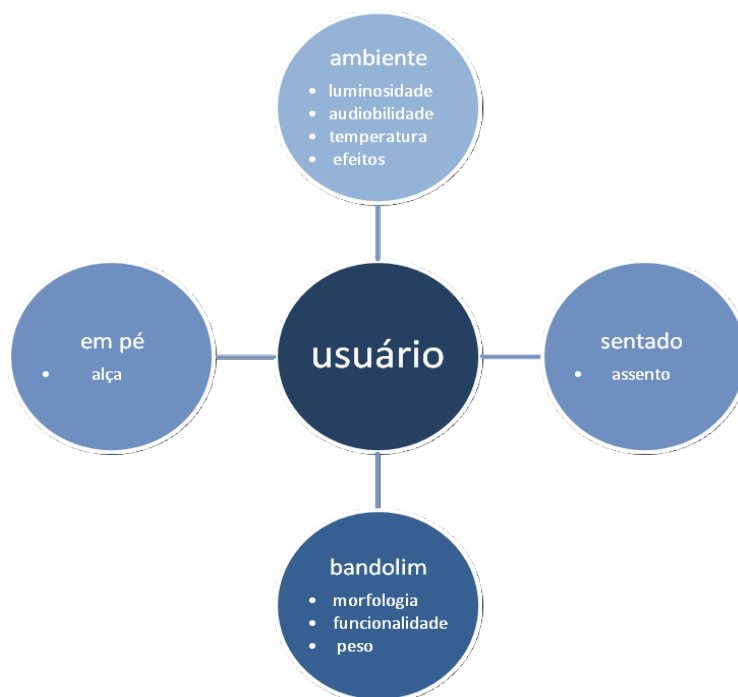 ambiente
• luminosidade
• audiobilidade
• temperatura
• efeitos
em pé
• alça
usuário
sentado
• assento
bandolim
• morfologia
• funcionalidade
• peso